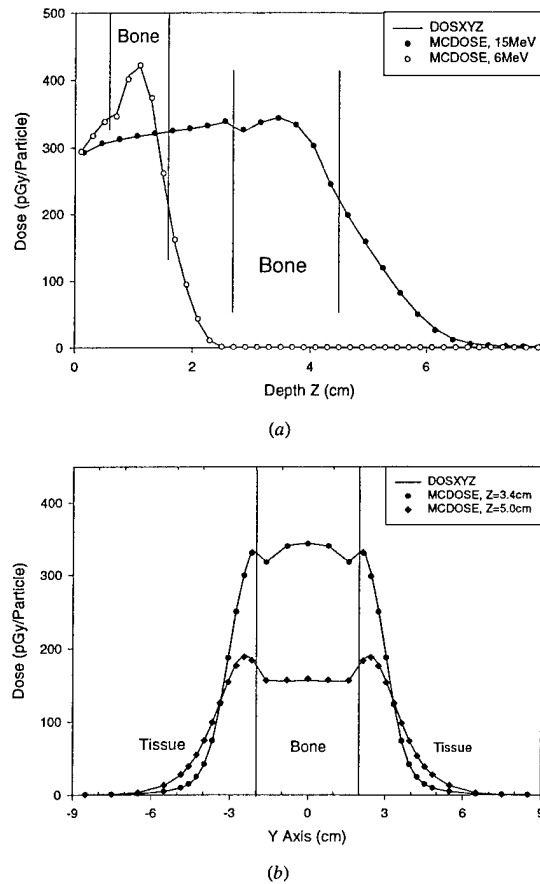 500
400
300
200
100
0
Dose (pGy/Particle)
Bone
Bone
DOSXYZ
MCDOSE, 15MeV
MCDOSE, 6MeV
0 2 4 6
Depth Z (cm)
(a)
400
300
200
100
0
Dose (pGy/Particle)
DOSXYZ
MCDOSE, Z=3.4cm
MCDOSE, Z=5.0cm
Tissue
Bone
Tissue
-9 -6 -3 0 3 6 9
Y Axis (cm)
(b)